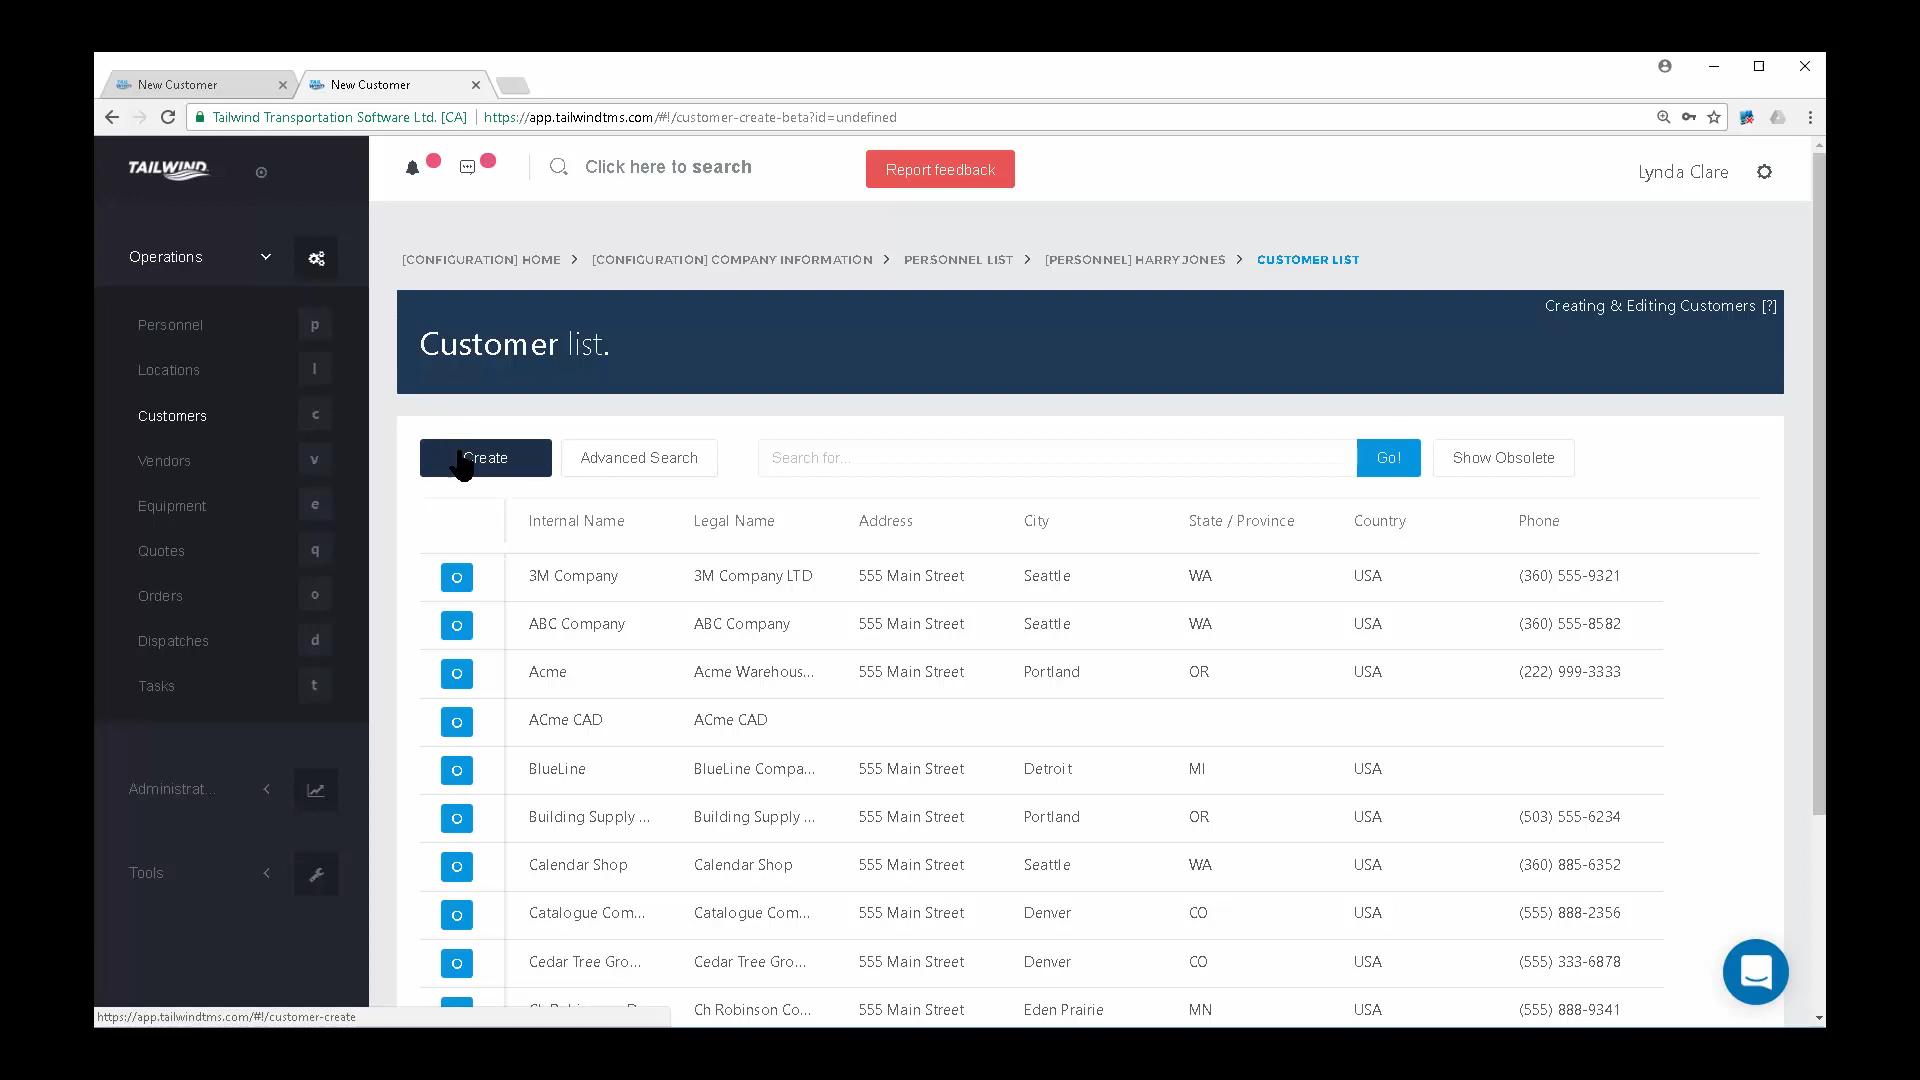 New Customer
New Customer
Tailwind Transportation Software Ltd. [CA]
https://app.tailwindtms.com/#!/customer-create-beta?id=undefined
TAILWIND
Click here to search
Report feedback
Lynda Clare
Operations
Personnel p
Locations l
Customers c
Vendors v
Equipment e
Quotes q
Orders o
Dispatches d
Tasks t
Administrat...
Tools
[CONFIGURATION] HOME > [CONFIGURATION] COMPANY INFORMATION > PERSONNEL LIST > [PERSONNEL] HARRY JONES > CUSTOMER LIST
Creating & Editing Customers [?]
Customer list.
Create Advanced Search Search for... Go! Show Obsolete
Internal Name Legal Name Address City State / Province Country Phone
O 3M Company 3M Company LTD 555 Main Street Seattle WA USA (360) 555-9321
O ABC Company ABC Company 555 Main Street Seattle WA USA (360) 555-8582
O Acme Acme Warehous... 555 Main Street Portland OR USA (222) 999-3333
O ACme CAD ACme CAD
O BlueLine BlueLine Compa... 555 Main Street Detroit MI USA
O Building Supply ... Building Supply ... 555 Main Street Portland OR USA (503) 555-6234
O Calendar Shop Calendar Shop 555 Main Street Seattle WA USA (360) 885-6352
O Catalogue Com... Catalogue Com... 555 Main Street Denver CO USA (555) 888-2356
O Cedar Tree Gro... Cedar Tree Gro... 555 Main Street Denver CO USA (555) 333-6878
Ch Robinson Co... 555 Main Street Eden Prairie MN USA (555) 888-9341
https://app.tailwindtms.com/#!/customer-create